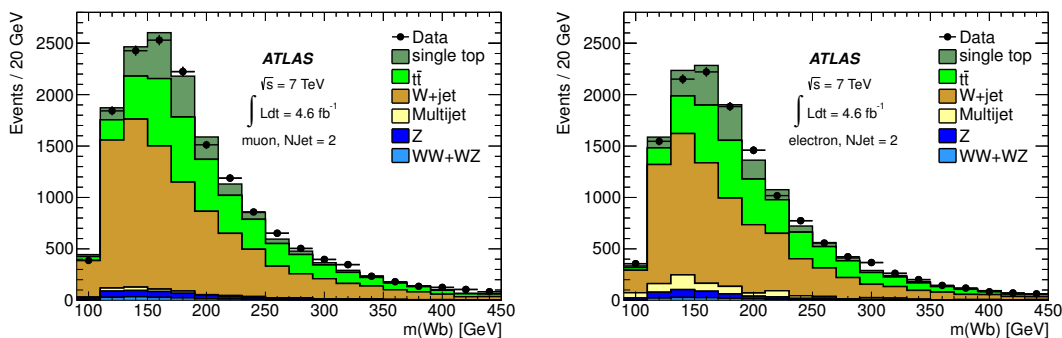 Events / 20 GeV
2500
2000
1500
1000
500
0
100 150 200 250 300 350 400 450
m(Wb) [GeV]
ATLAS
√s = 7 TeV
∫ Ldt = 4.6 fb⁻¹
muon, NJet = 2
Data
single top
tt̄
W+jet
Multijet
Z
WW+WZ
Events / 20 GeV
2500
2000
1500
1000
500
0
100 150 200 250 300 350 400 450
m(Wb) [GeV]
ATLAS
√s = 7 TeV
∫ Ldt = 4.6 fb⁻¹
electron, NJet = 2
Data
single top
tt̄
W+jet
Multijet
Z
WW+WZ